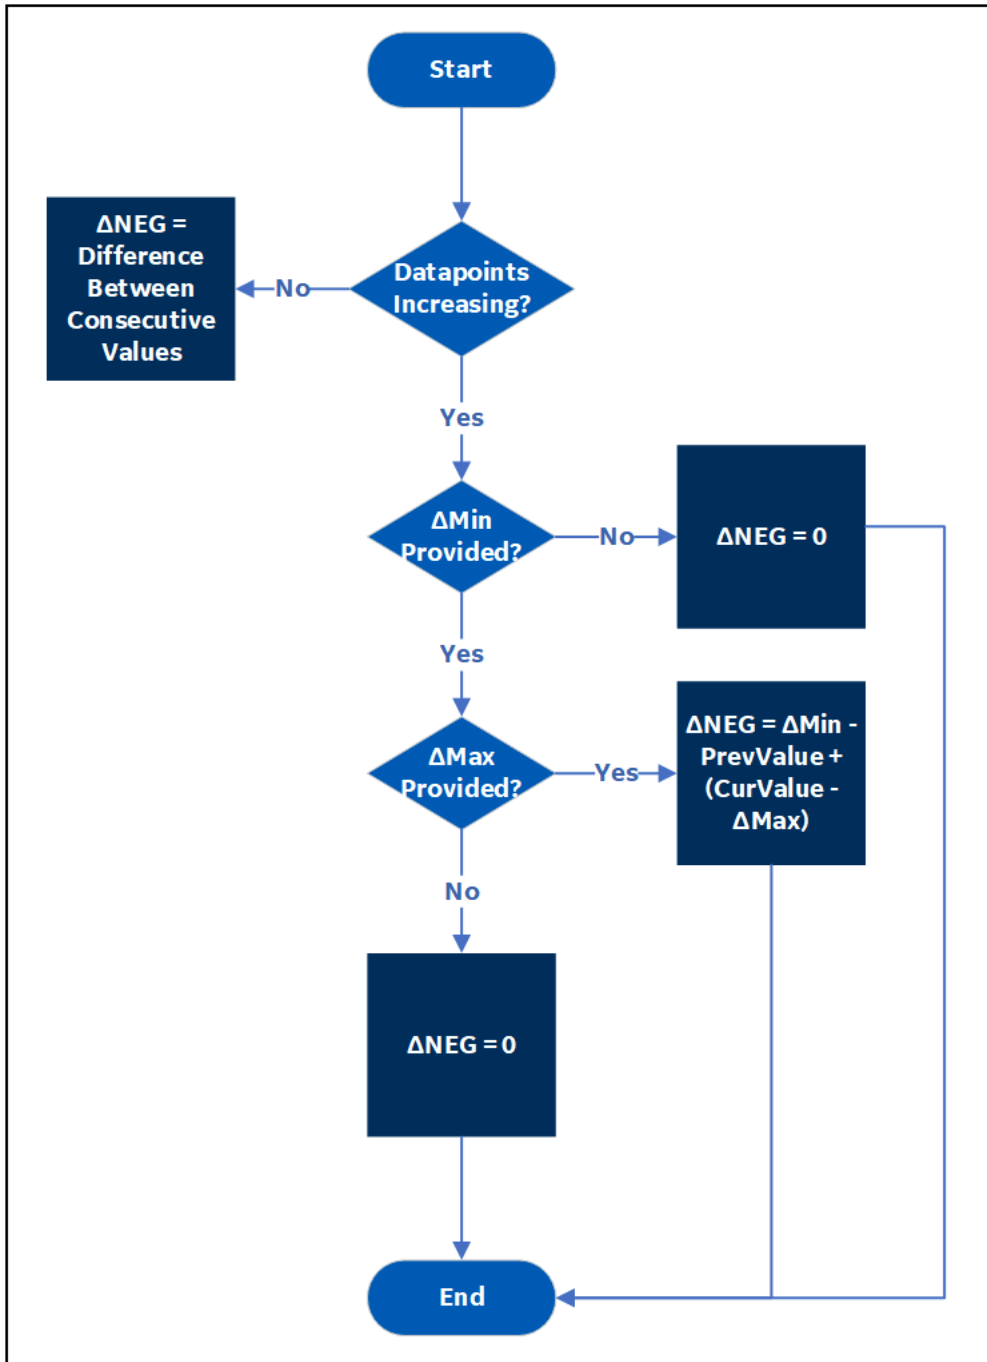 Start
Datapoints
Increasing?
No
ΔNEG =
Difference
Between
Consecutive
Values
Yes
ΔMin
Provided?
No
ΔNEG = 0
Yes
ΔMax
Provided?
Yes
ΔNEG = ΔMin -
PrevValue +
(CurValue -
ΔMax)
No
ΔNEG = 0
End